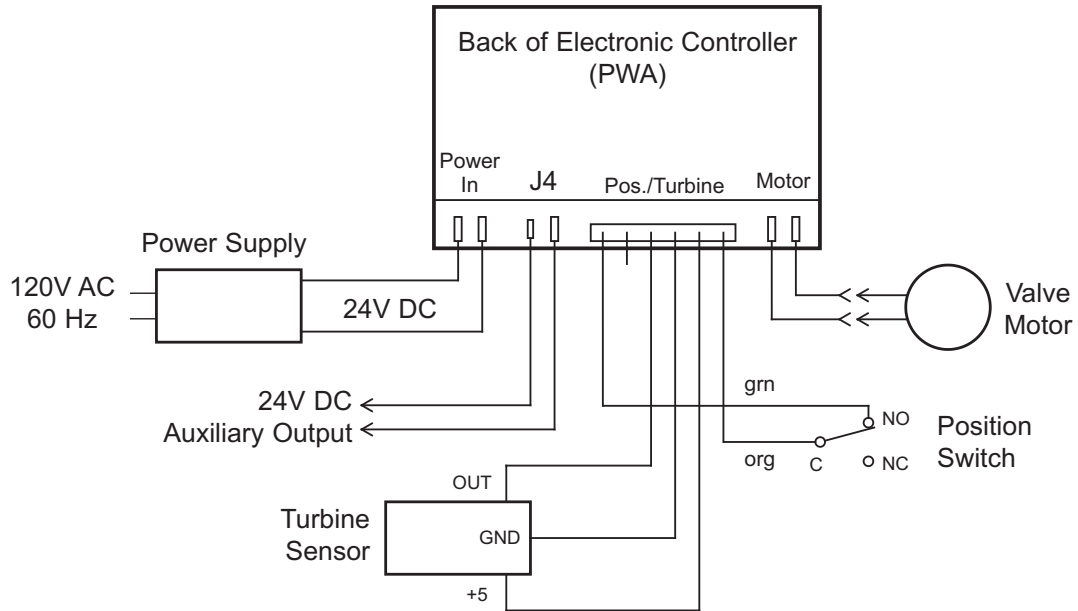 Back of Electronic Controller
(PWA)
Power
In
J4
Pos./Turbine
Motor
Power Supply
120V AC
60 Hz
24V DC
Valve
Motor
24V DC
Auxiliary Output
grn
NO
org
C
NC
Position
Switch
OUT
Turbine
Sensor
GND
+5